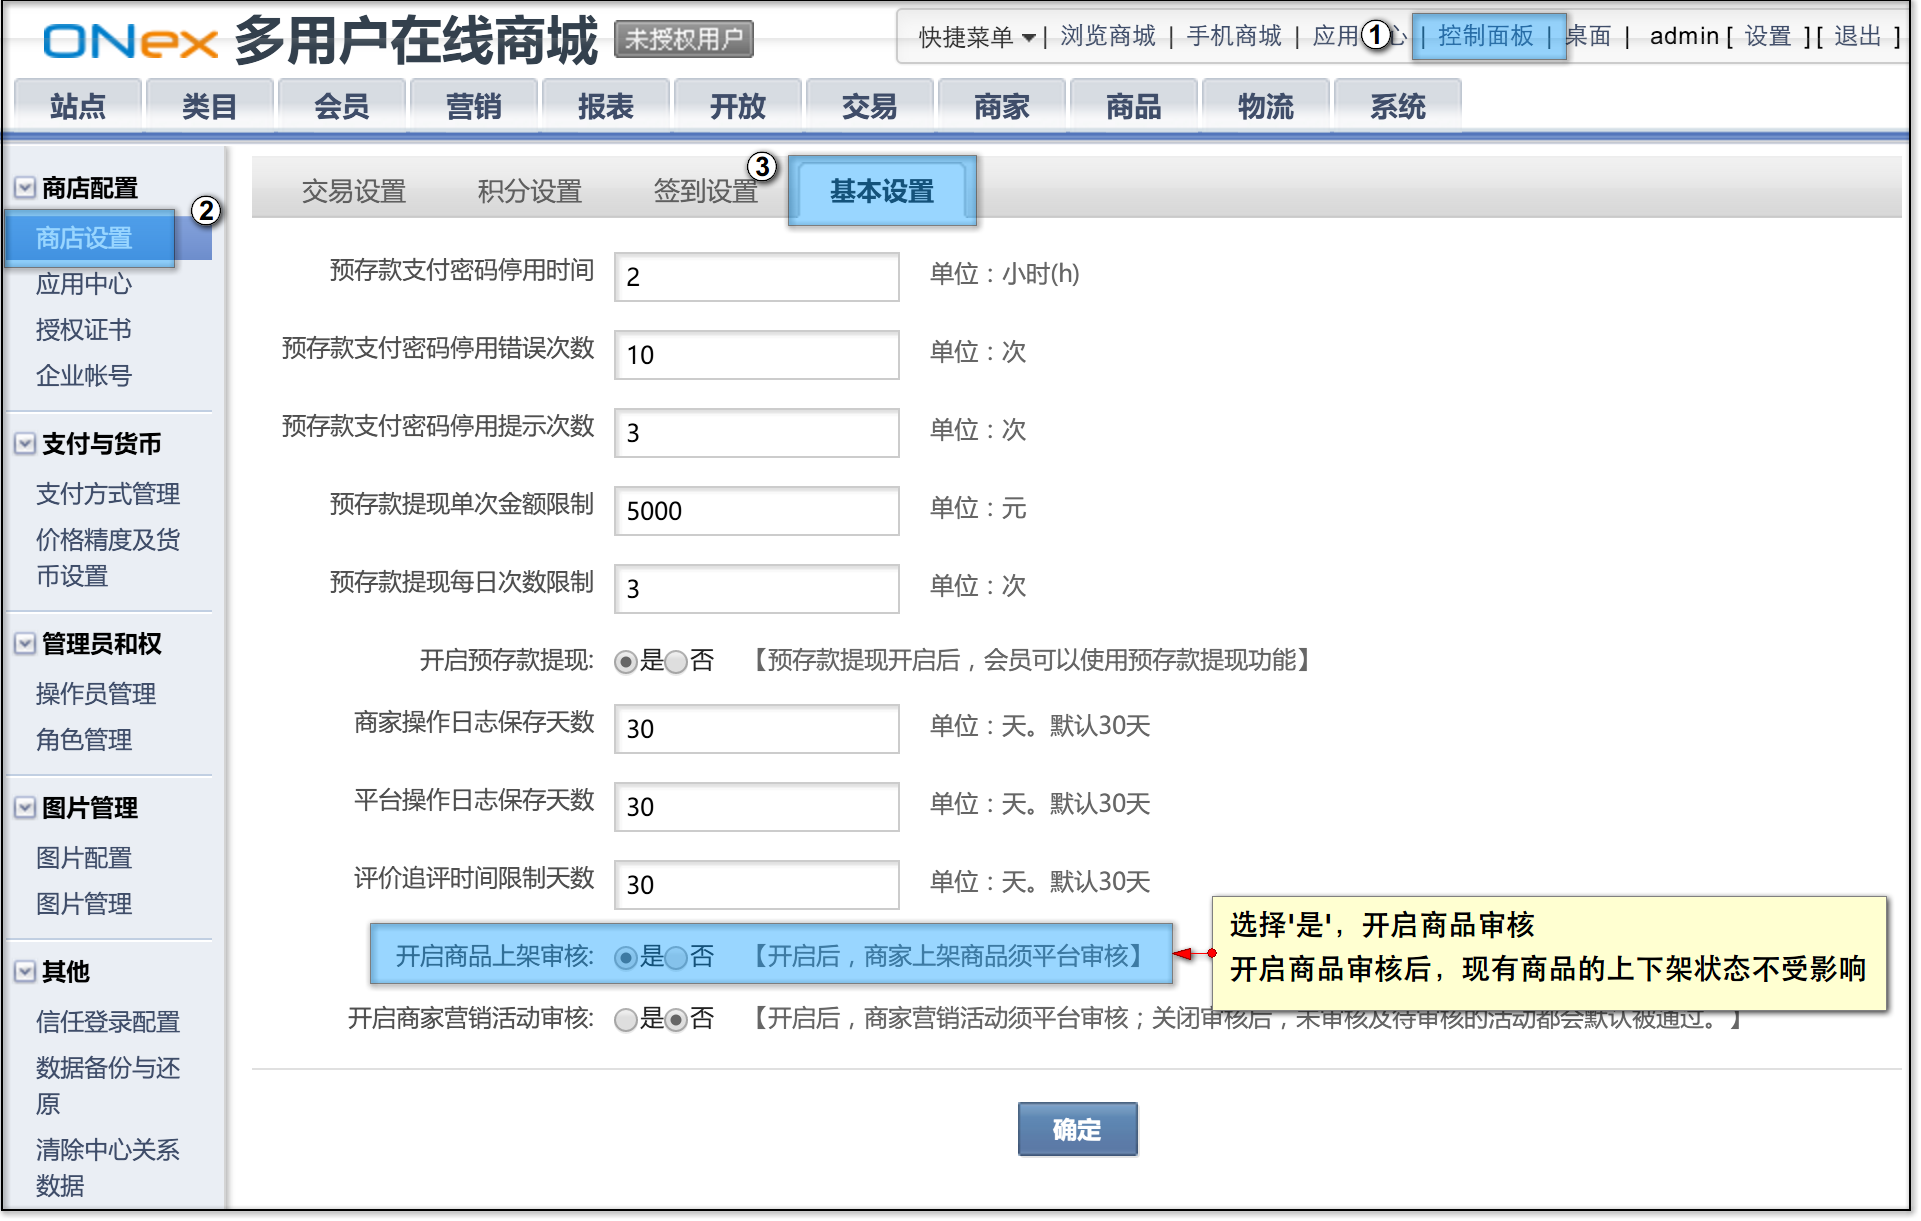 ONex 多用户在线商城 未授权用户
快捷菜单 | 浏览商城 | 手机商城 | 应用 ① 心 | 控制面板 | 桌面 | admin [ 设置 ] [ 退出 ]
站点 类目 会员 营销 报表 开放 交易 商家 商品 物流 系统
商店配置
② 商店设置
应用中心
授权证书
企业帐号
支付与货币
支付方式管理
价格精度及货
币设置
管理员和权
操作员管理
角色管理
图片管理
图片配置
图片管理
其他
信任登录配置
数据备份与还
原
清除中心关系
数据
交易设置 积分设置 签到设置 ③ 基本设置
预存款支付密码停用时间 2 单位：小时(h)
预存款支付密码停用错误次数 10 单位：次
预存款支付密码停用提示次数 3 单位：次
预存款提现单次金额限制 5000 单位：元
预存款提现每日次数限制 3 单位：次
开启预存款提现: 是 否 【预存款提现开启后，会员可以使用预存款提现功能】
商家操作日志保存天数 30 单位：天。默认30天
平台操作日志保存天数 30 单位：天。默认30天
评价追评时间限制天数 30 单位：天。默认30天
开启商品上架审核: 是 否 【开启后，商家上架商品须平台审核】
选择'是'，开启商品审核
开启商品审核后，现有商品的上下架状态不受影响
开启商家营销活动审核: 是 否 【开启后，商家营销活动须平台审核；关闭审核后，未审核及待审核的活动都会默认被通过。】
确定